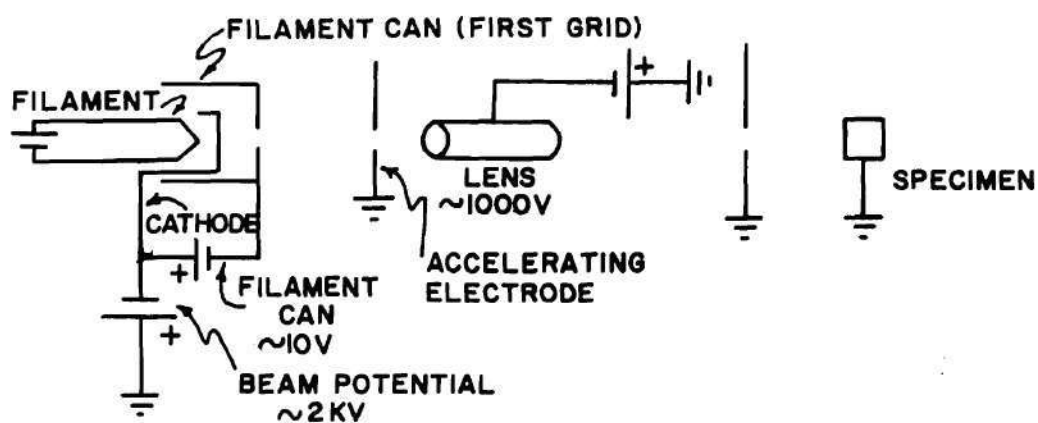 FILAMENT CAN (FIRST GRID)
FILAMENT
+
LENS
~1000V
SPECIMEN
CATHODE
+
ACCELERATING
ELECTRODE
FILAMENT
CAN
~10V
+
BEAM POTENTIAL
~2KV